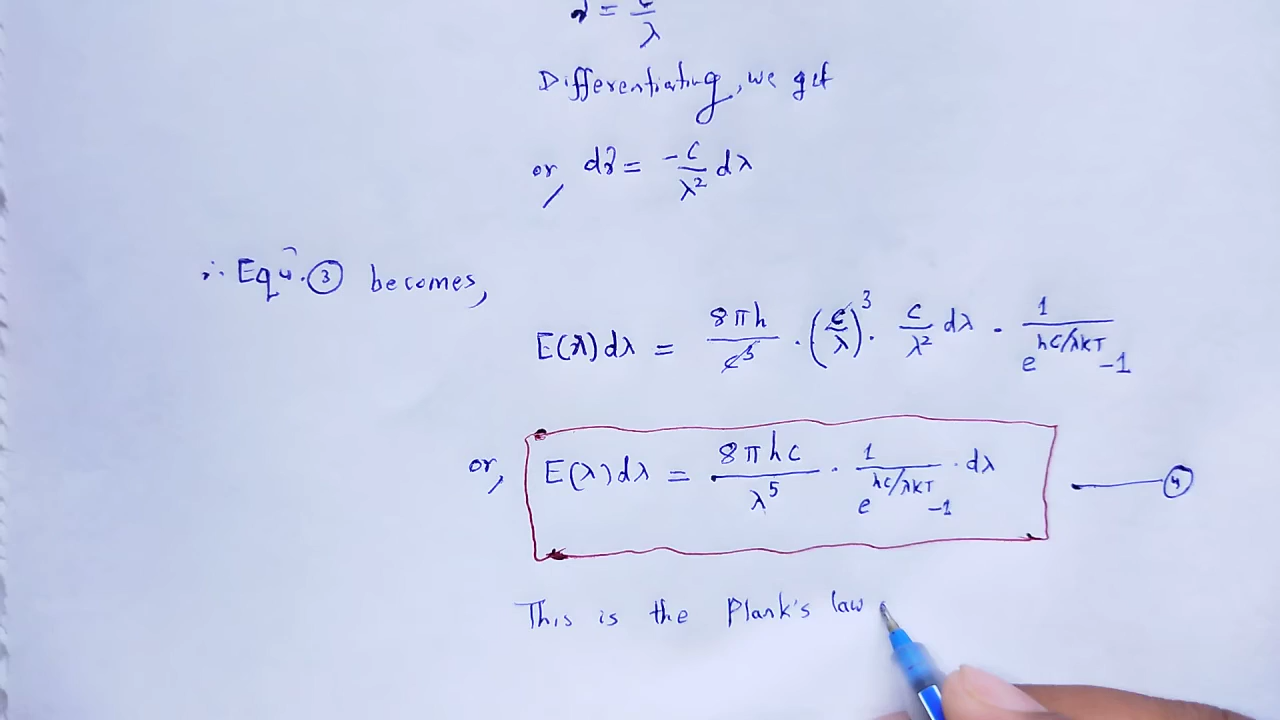 ν = c/λ
Differentiating, we get
or, dν = -c/λ² dλ
∴ Equⁿ. ③ becomes,
E(λ)dλ = 8πh/c³ · (c/λ)³ · c/λ² dλ · 1/(e^(hc/λKT) -1)
or, E(λ)dλ = 8πhc/λ⁵ · 1/(e^(hc/λKT) -1) · dλ — ④
This is the Plank's law